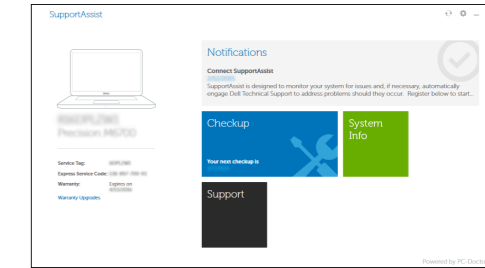 SupportAssist
Notifications
Connect SupportAssist
SupportAssist is designed to monitor your system for issues and, if necessary, automatically
engage Dell Technical Support to address problems should they occur. Register below to start...
Precision M6700
Service Tag:
Express Service Code:
Warranty: Expires on
Warranty Upgrades
Checkup
Your next checkup is
System
Info
Support
Powered by PC-Docto